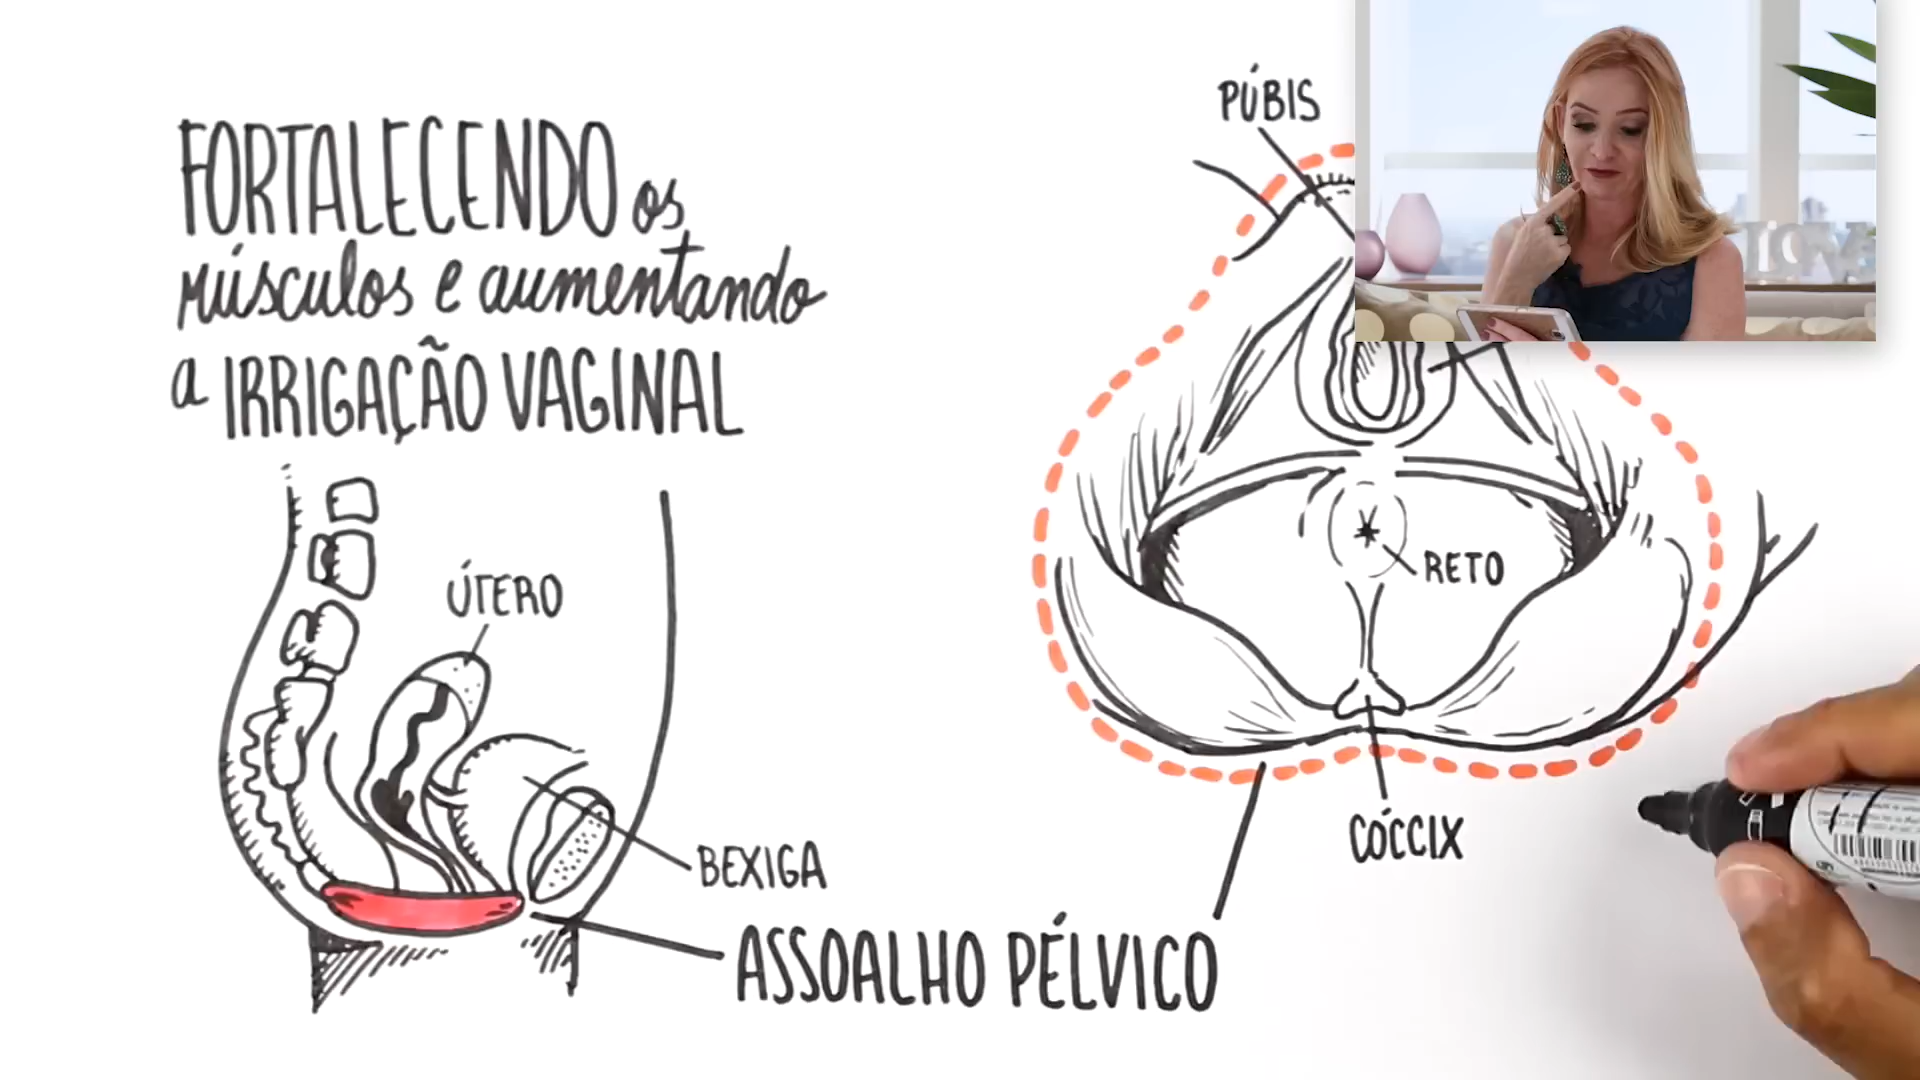 FORTALECENDO os
músculos e aumentando
a IRRIGAÇÃO VAGINAL
ÚTERO
BEXIGA
ASSOALHO PÉLVICO
PÚBIS
RETO
CÓCCIX